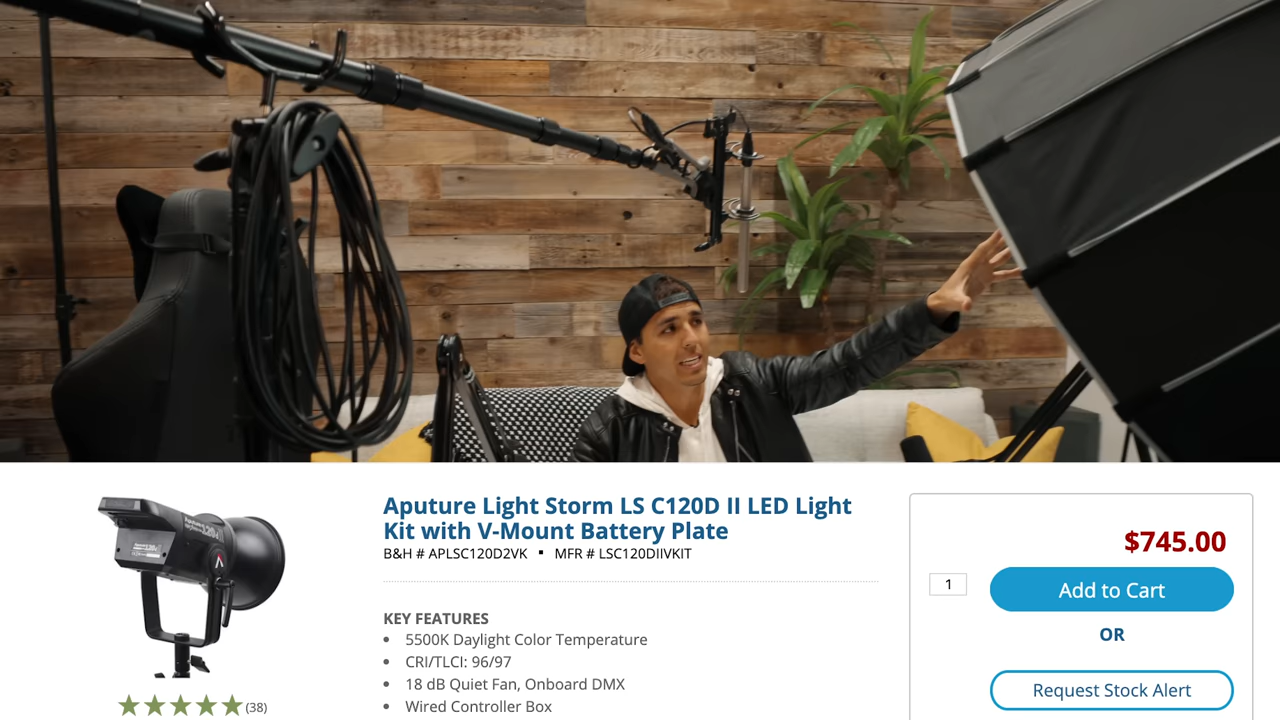 Aputure Light Storm LS C120D II LED Light
Kit with V-Mount Battery Plate
B&H # APLSC120D2VK ▪ MFR # LSC120DIIVKIT
KEY FEATURES
• 5500K Daylight Color Temperature
• CRI/TLCI: 96/97
• 18 dB Quiet Fan, Onboard DMX
• Wired Controller Box
(38)
$745.00
1
Add to Cart
OR
Request Stock Alert